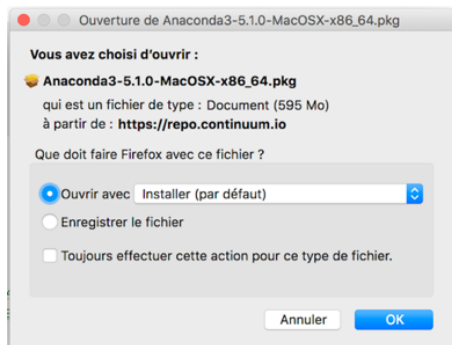 Ouverture de Anaconda3-5.1.0-MacOSX-x86_64.pkg
Vous avez choisi d’ouvrir :
Anaconda3-5.1.0-MacOSX-x86_64.pkg
qui est un fichier de type : Document (595 Mo)
à partir de : https://repo.continuum.io
Que doit faire Firefox avec ce fichier ?
Ouvrir avec Installer (par défaut)
Enregistrer le fichier
Toujours effectuer cette action pour ce type de fichier.
Annuler OK